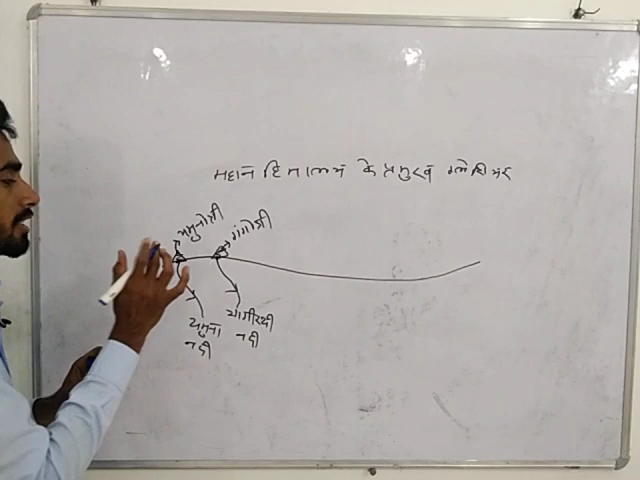 महान हिमालय के प्रमुख ग्लेशियर
यमुनोत्री
गंगोत्री
यमुना
नदी
भागीरथी
नदी